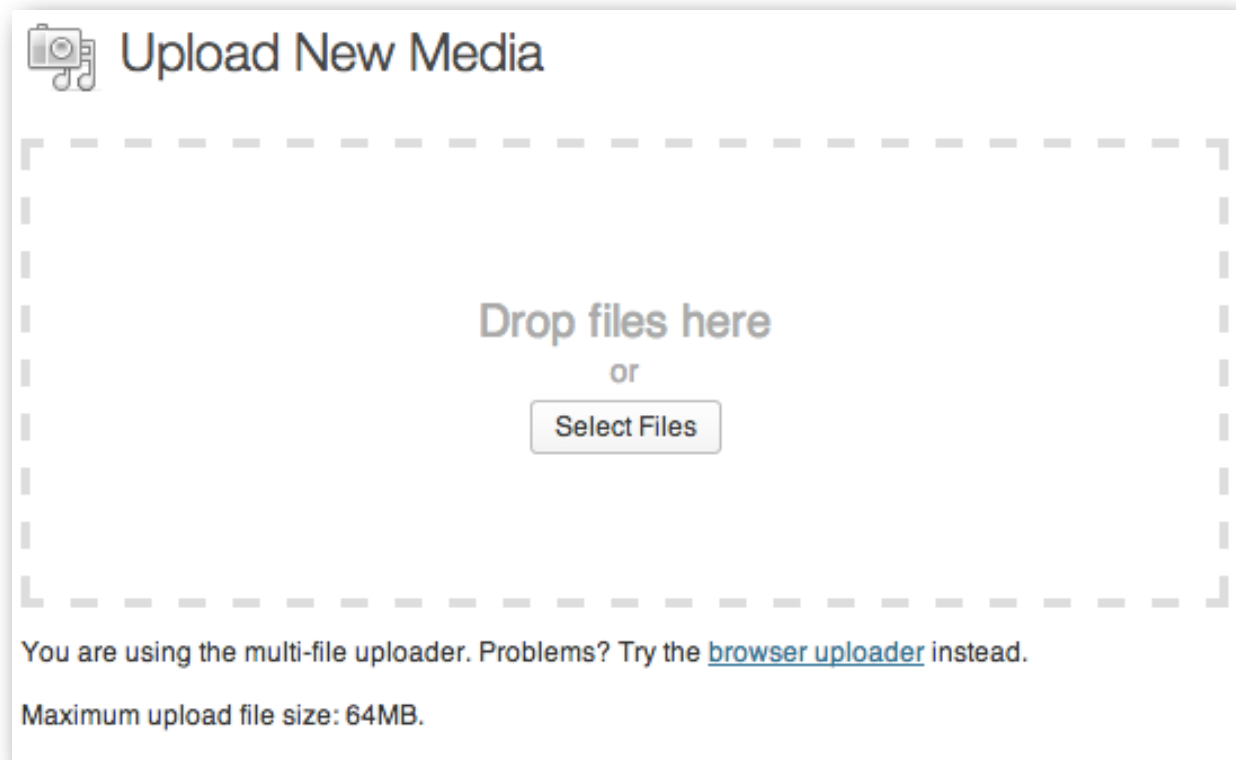 Upload New Media
Drop files here
or
Select Files
You are using the multi-file uploader. Problems? Try the browser uploader instead.
Maximum upload file size: 64MB.